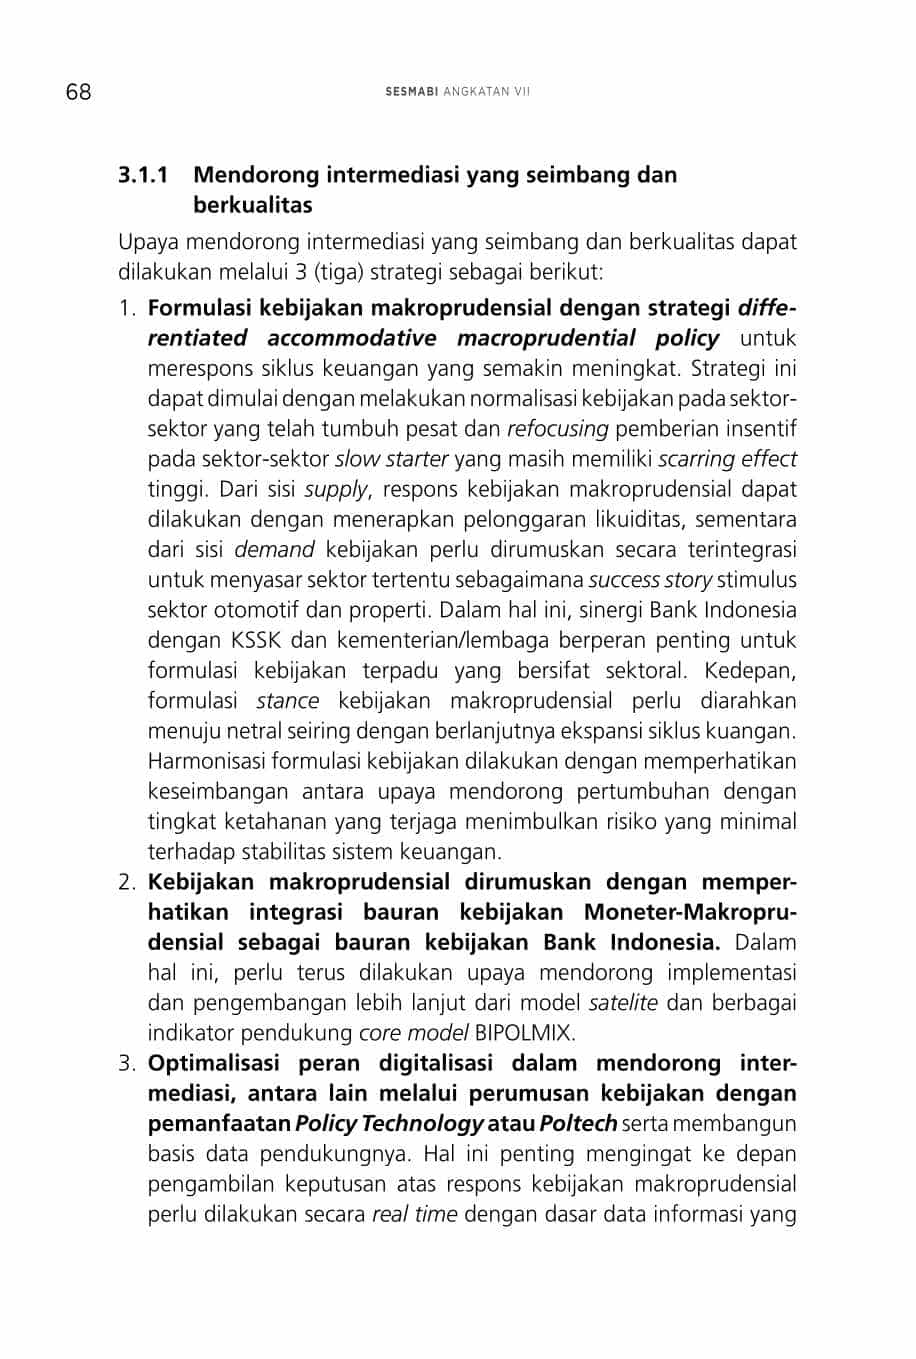 68
SESMABI ANGKATAN VII
3.1.1 Mendorong intermediasi yang seimbang dan
berkualitas
Upaya mendorong intermediasi yang seimbang dan berkualitas dapat
dilakukan melalui 3 (tiga) strategi sebagai berikut:
1. Formulasi kebijakan makroprudensial dengan strategi diffe-
rentiated accommodative macroprudential policy untuk
merespons siklus keuangan yang semakin meningkat. Strategi ini
dapat dimulai dengan melakukan normalisasi kebijakan pada sektor-
sektor yang telah tumbuh pesat dan refocusing pemberian insentif
pada sektor-sektor slow starter yang masih memiliki scarring effect
tinggi. Dari sisi supply, respons kebijakan makroprudensial dapat
dilakukan dengan menerapkan pelonggaran likuiditas, sementara
dari sisi demand kebijakan perlu dirumuskan secara terintegrasi
untuk menyasar sektor tertentu sebagaimana success story stimulus
sektor otomotif dan properti. Dalam hal ini, sinergi Bank Indonesia
dengan KSSK dan kementerian/lembaga berperan penting untuk
formulasi kebijakan terpadu yang bersifat sektoral. Kedepan,
formulasi stance kebijakan makroprudensial perlu diarahkan
menuju netral seiring dengan berlanjutnya ekspansi siklus kuangan.
Harmonisasi formulasi kebijakan dilakukan dengan memperhatikan
keseimbangan antara upaya mendorong pertumbuhan dengan
tingkat ketahanan yang terjaga menimbulkan risiko yang minimal
terhadap stabilitas sistem keuangan.
2. Kebijakan makroprudensial dirumuskan dengan memper-
hatikan integrasi bauran kebijakan Moneter-Makropru-
densial sebagai bauran kebijakan Bank Indonesia. Dalam
hal ini, perlu terus dilakukan upaya mendorong implementasi
dan pengembangan lebih lanjut dari model satelite dan berbagai
indikator pendukung core model BIPOLMIX.
3. Optimalisasi peran digitalisasi dalam mendorong inter-
mediasi, antara lain melalui perumusan kebijakan dengan
pemanfaatan Policy Technology atau Poltech serta membangun
basis data pendukungnya. Hal ini penting mengingat ke depan
pengambilan keputusan atas respons kebijakan makroprudensial
perlu dilakukan secara real time dengan dasar data informasi yang